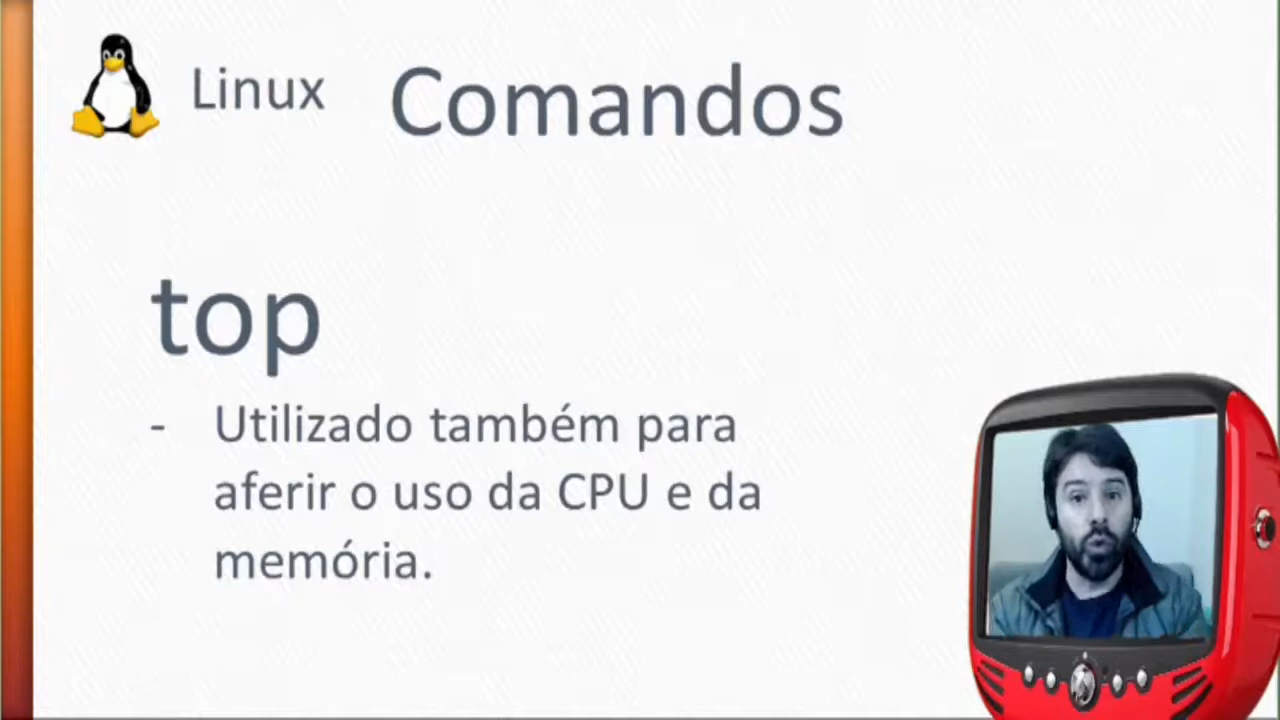 Linux
Comandos
top
- Utilizado também para
aferir o uso da CPU e da
memória.